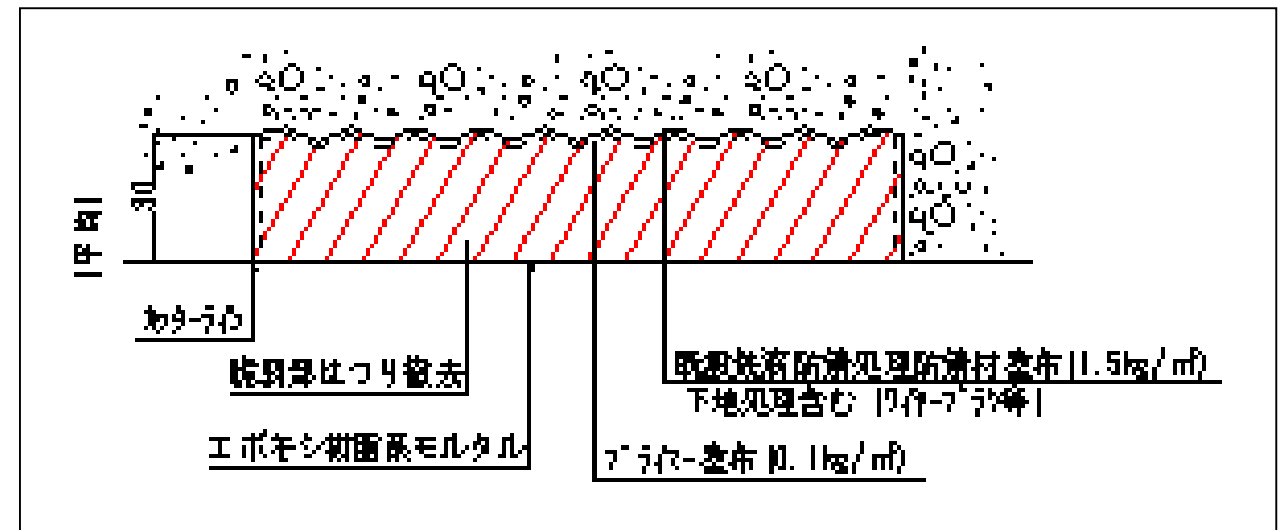 30
カッターライン
脆弱部はつり撤去
既設鉄筋防錆処理防錆材塗布(1.5kg/㎡)
下地処理含む (ワイヤーブラシ等)
エポキシ樹脂系モルタル
プライマー塗布(0.1kg/㎡)